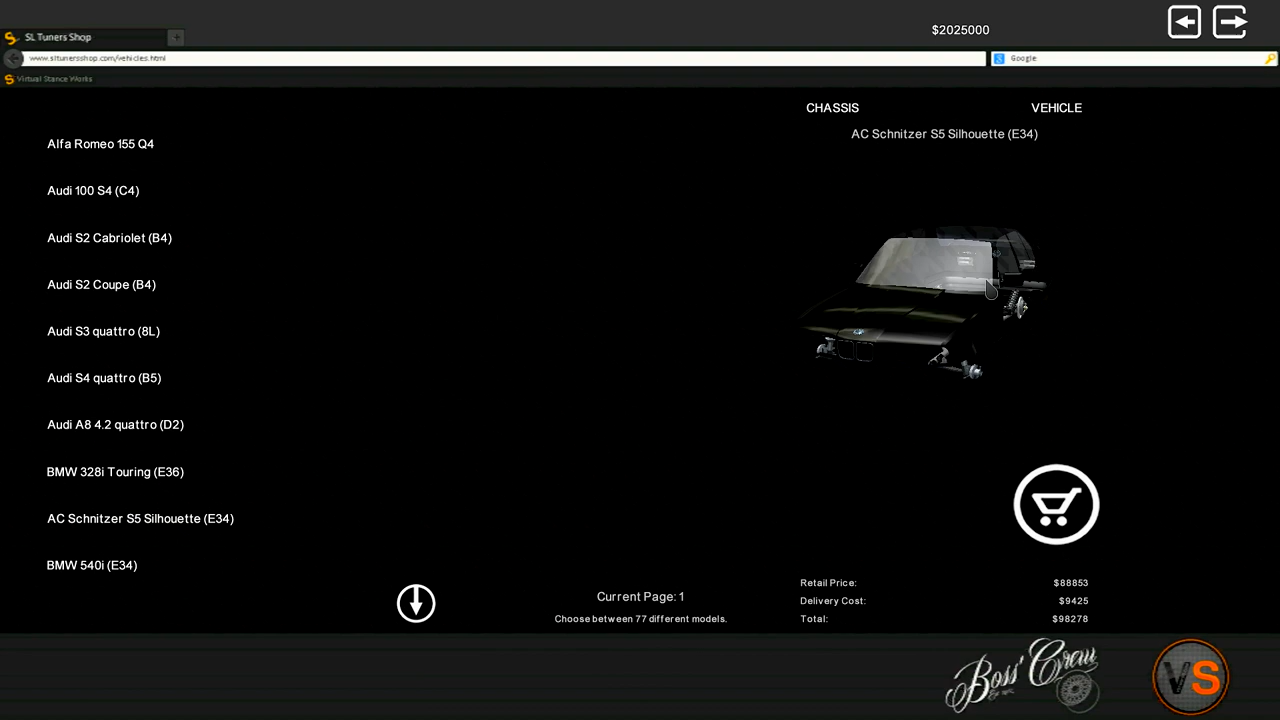 SL Tuners Shop
$2025000
www.sltunersshop.com/vehicles.html
Google
Virtual Stance Works
CHASSIS
VEHICLE
AC Schnitzer S5 Silhouette (E34)
Alfa Romeo 155 Q4
Audi 100 S4 (C4)
Audi S2 Cabriolet (B4)
Audi S2 Coupe (B4)
Audi S3 quattro (8L)
Audi S4 quattro (B5)
Audi A8 4.2 quattro (D2)
BMW 328i Touring (E36)
AC Schnitzer S5 Silhouette (E34)
BMW 540i (E34)
Current Page: 1
Choose between 77 different models.
Retail Price: $88853
Delivery Cost: $9425
Total: $98278
Boss' Crew
VS